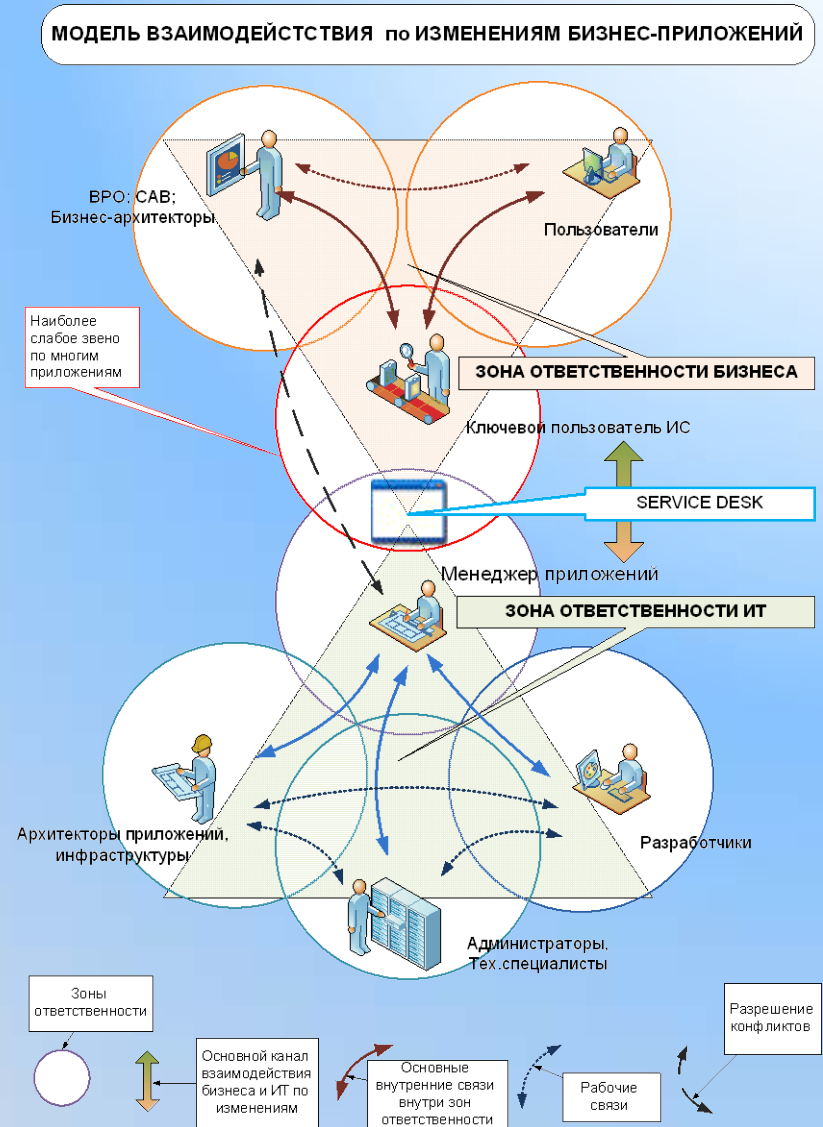 МОДЕЛЬ ВЗАИМОДЕЙСТСТВИЯ по ИЗМЕНЕНИЯМ БИЗНЕС-ПРИЛОЖЕНИЙ
BPO; CAB;
Бизнес-архитекторы
Пользователи
Наиболее
слабое звено
по многим
приложениям
ЗОНА ОТВЕТСТВЕННОСТИ БИЗНЕСА
Ключевой пользователь ИС
SERVICE DESK
Менеджер приложений
ЗОНА ОТВЕТСТВЕННОСТИ ИТ
Архитекторы приложений,
инфраструктуры
Разработчики
Администраторы,
Тех.специалисты
Зоны
ответственности
Основной канал
взаимодействия
бизнеса и ИТ по
изменениям
Основные
внутренние связи
внутри зон
ответственности
Рабочие
связи
Разрешение
конфликтов